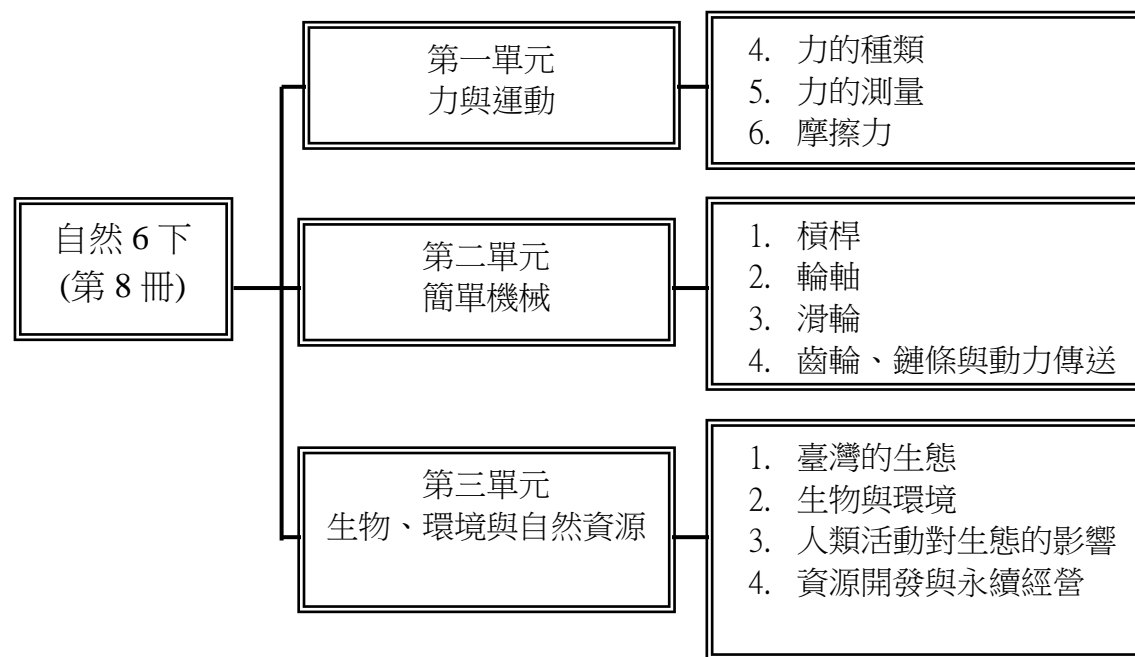 自然 6 下
(第 8 冊)
第一單元
力與運動
4. 力的種類
5. 力的測量
6. 摩擦力
第二單元
簡單機械
1. 槓桿
2. 輪軸
3. 滑輪
4. 齒輪、鏈條與動力傳送
第三單元
生物、環境與自然資源
1. 臺灣的生態
2. 生物與環境
3. 人類活動對生態的影響
4. 資源開發與永續經營